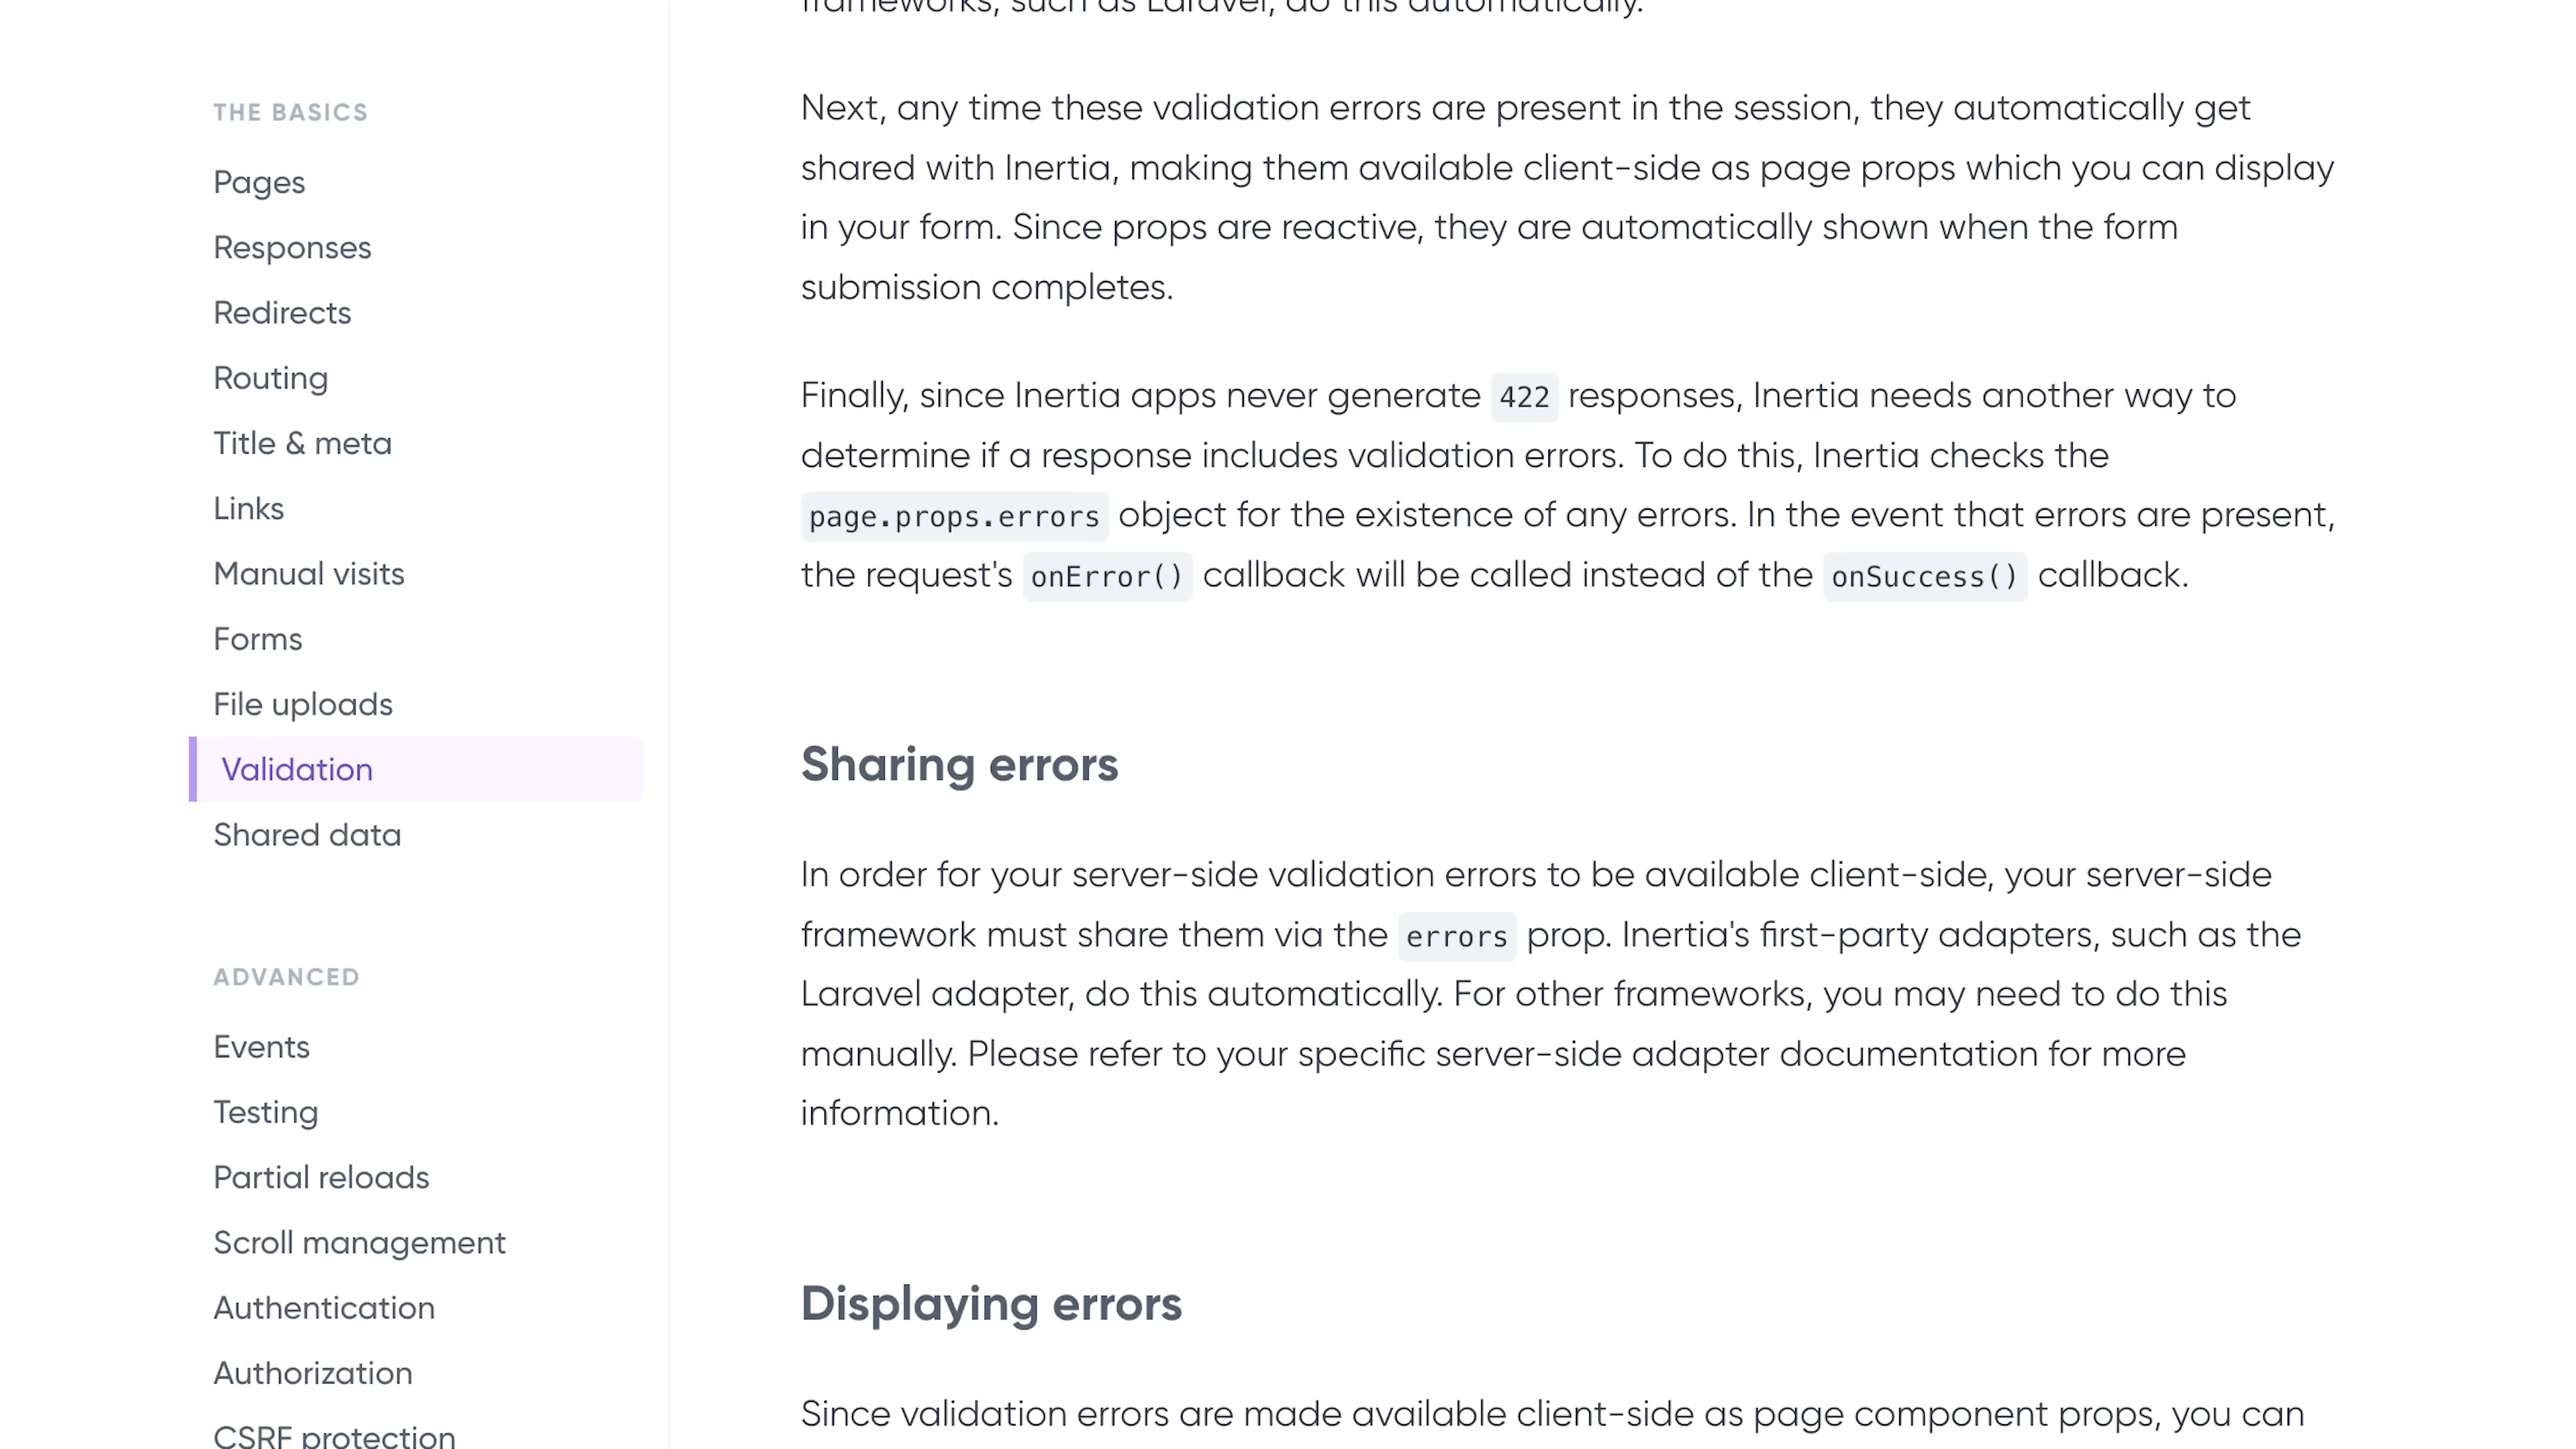 THE BASICS
Pages
Responses
Redirects
Routing
Title & meta
Links
Manual visits
Forms
File uploads
Validation
Shared data
ADVANCED
Events
Testing
Partial reloads
Scroll management
Authentication
Authorization
CSRF protection
frameworks, such as Laravel, do this automatically.
Next, any time these validation errors are present in the session, they automatically get
shared with Inertia, making them available client-side as page props which you can display
in your form. Since props are reactive, they are automatically shown when the form
submission completes.
Finally, since Inertia apps never generate 422 responses, Inertia needs another way to
determine if a response includes validation errors. To do this, Inertia checks the
page.props.errors object for the existence of any errors. In the event that errors are present,
the request's onError() callback will be called instead of the onSuccess() callback.
Sharing errors
In order for your server-side validation errors to be available client-side, your server-side
framework must share them via the errors prop. Inertia's first-party adapters, such as the
Laravel adapter, do this automatically. For other frameworks, you may need to do this
manually. Please refer to your specific server-side adapter documentation for more
information.
Displaying errors
Since validation errors are made available client-side as page component props, you can